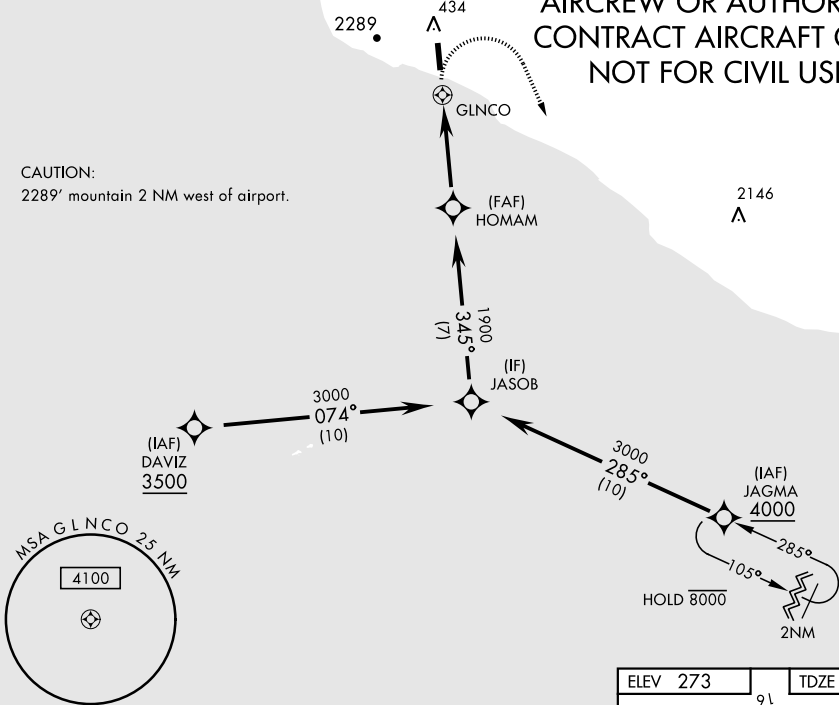 AIRCREW OR AUTHOR
CONTRACT AIRCRAFT
NOT FOR CIVIL US
434
2289
GLNCO
CAUTION:
2289' mountain 2 NM west of airport.
(FAF)
HOMAM
2146
1900
345°
(7)
(IF)
JASOB
3000
074°
(10)
(IAF)
DAVIZ
3500
3000
285°
(10)
(IAF)
JAGMA
4000
285°
105°
HOLD 8000
2NM
MSA GLNCO 25 NM
4100
ELEV 273
TDZE
16